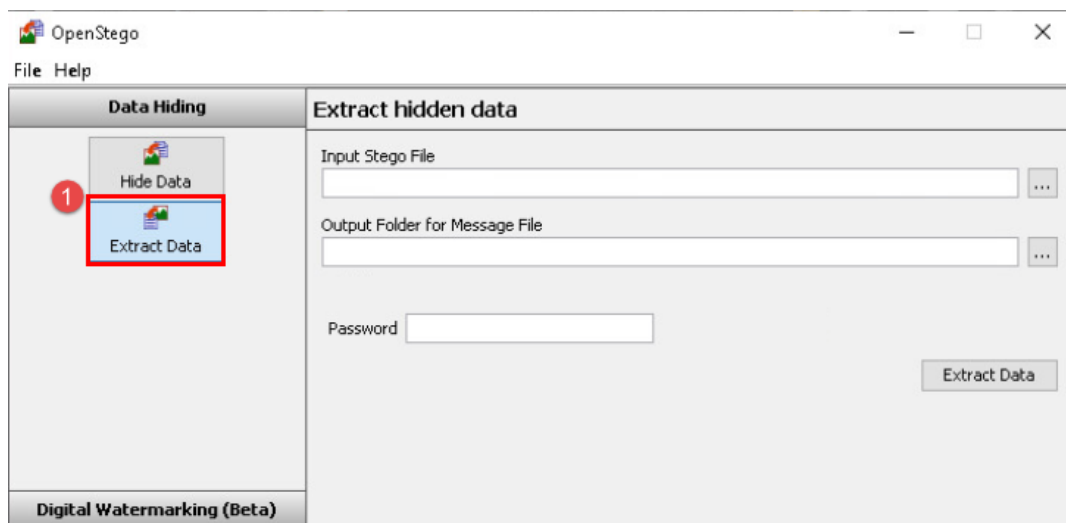 OpenStego
File Help
Data Hiding
Hide Data
1
Extract Data
Digital Watermarking (Beta)
Extract hidden data
Input Stego File
...
Output Folder for Message File
...
Password
Extract Data